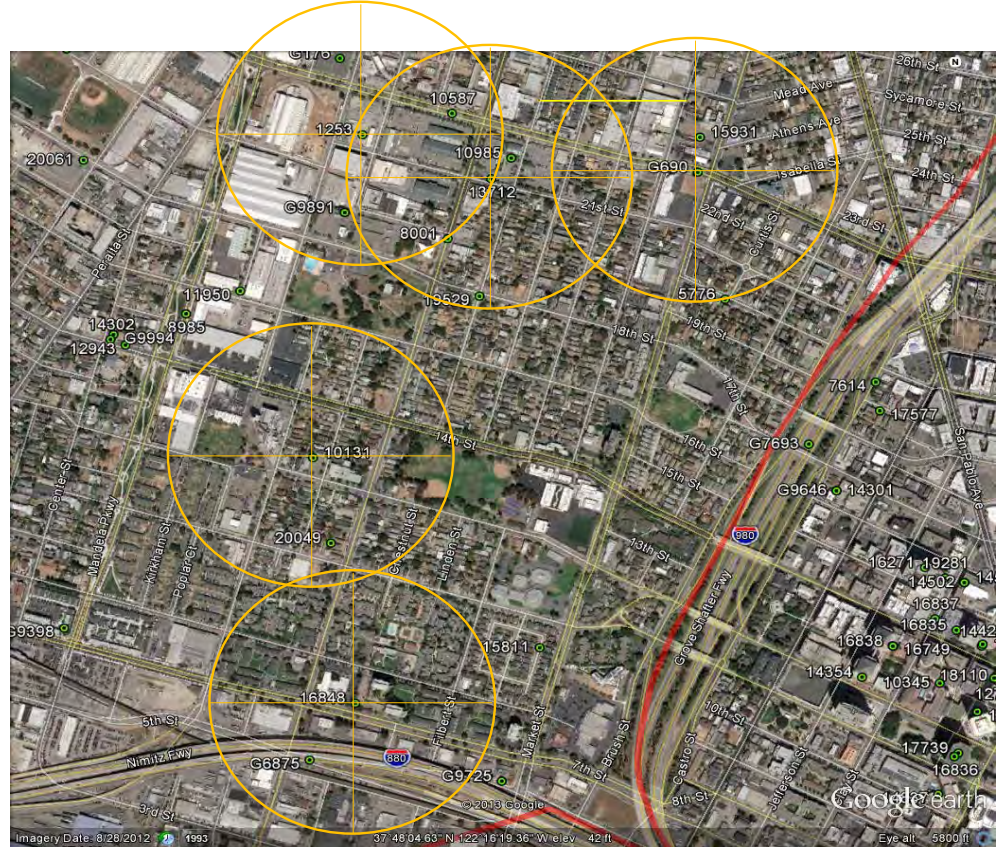 G176
26th St
N
Mead Ave
Sycamore St
10587
1253
15931
Athens Ave
25th St
20061
10985
G690
Isabella St
24th St
13712
G9891
21st St
22nd St
Curtis St
23rd St
8001
Peralta St
11950
19529
5776
14302
8985
G9994
12943
18th St
19th St
7614
17th St
17577
14th St
G7693
16th St
San Pablo Ave
10131
15th St
Center St
G9646
14301
Mandela Pkwy
Kirkham St
Poplar Cir
20049
Chestnut St
Linden St
13th St
980
16271
19281
14502
16837
G9398
16835
15811
Grove Shafter Fwy
16838
16749
14354
10345
18110
16848
5th St
Filbert St
Market St
Brush St
10th St
Nimitz Fwy
880
G6875
Castro St
17739
G9725
7th St
Jefferson St
16836
3rd St
© 2013 Google
8th St
Google earth
Imagery Date: 8/28/2012
1993
37°48'04.63" N 122°16'19.36" W elev 42 ft
Eye alt 5800 ft